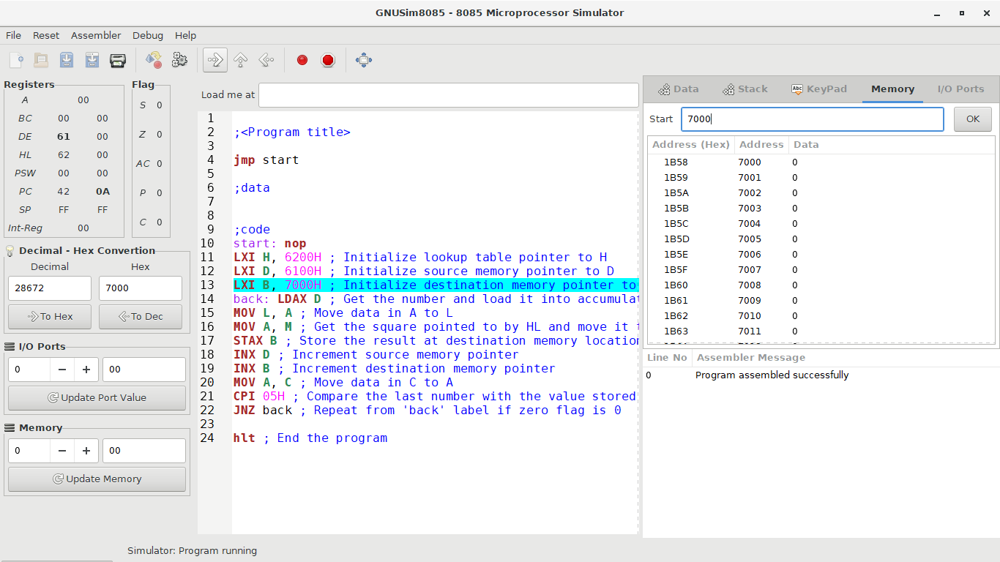 GNUSim8085 - 8085 Microprocessor Simulator
File Reset Assembler Debug Help
Registers
A 00
BC 00 00
DE 61 00
HL 62 00
PSW 00 00
PC 42 0A
SP FF FF
Int-Reg 00
Flag
S 0
Z 0
AC 0
P 0
C 0
Decimal - Hex Convertion
Decimal Hex
28672 7000
To Hex To Dec
I/O Ports
0 − + 00
Update Port Value
Memory
0 − + 00
Update Memory
Load me at
1
2 ;<Program title>
3
4 jmp start
5
6 ;data
7
8
9 ;code
10 start: nop
11 LXI H, 6200H ; Initialize lookup table pointer to H
12 LXI D, 6100H ; Initialize source memory pointer to D
13 LXI B, 7000H ; Initialize destination memory pointer to
14 back: LDAX D ; Get the number and load it into accumulat
15 MOV L, A ; Move data in A to L
16 MOV A, M ; Get the square pointed to by HL and move it t
17 STAX B ; Store the result at destination memory location
18 INX D ; Increment source memory pointer
19 INX B ; Increment destination memory pointer
20 MOV A, C ; Move data in C to A
21 CPI 05H ; Compare the last number with the value stored
22 JNZ back ; Repeat from 'back' label if zero flag is 0
23
24 hlt ; End the program
Data Stack Abc KeyPad Memory I/O Ports
Start 7000 OK
Address (Hex) Address Data
1B58 7000 0
1B59 7001 0
1B5A 7002 0
1B5B 7003 0
1B5C 7004 0
1B5D 7005 0
1B5E 7006 0
1B5F 7007 0
1B60 7008 0
1B61 7009 0
1B62 7010 0
1B63 7011 0
Line No Assembler Message
0 Program assembled successfully
Simulator: Program running